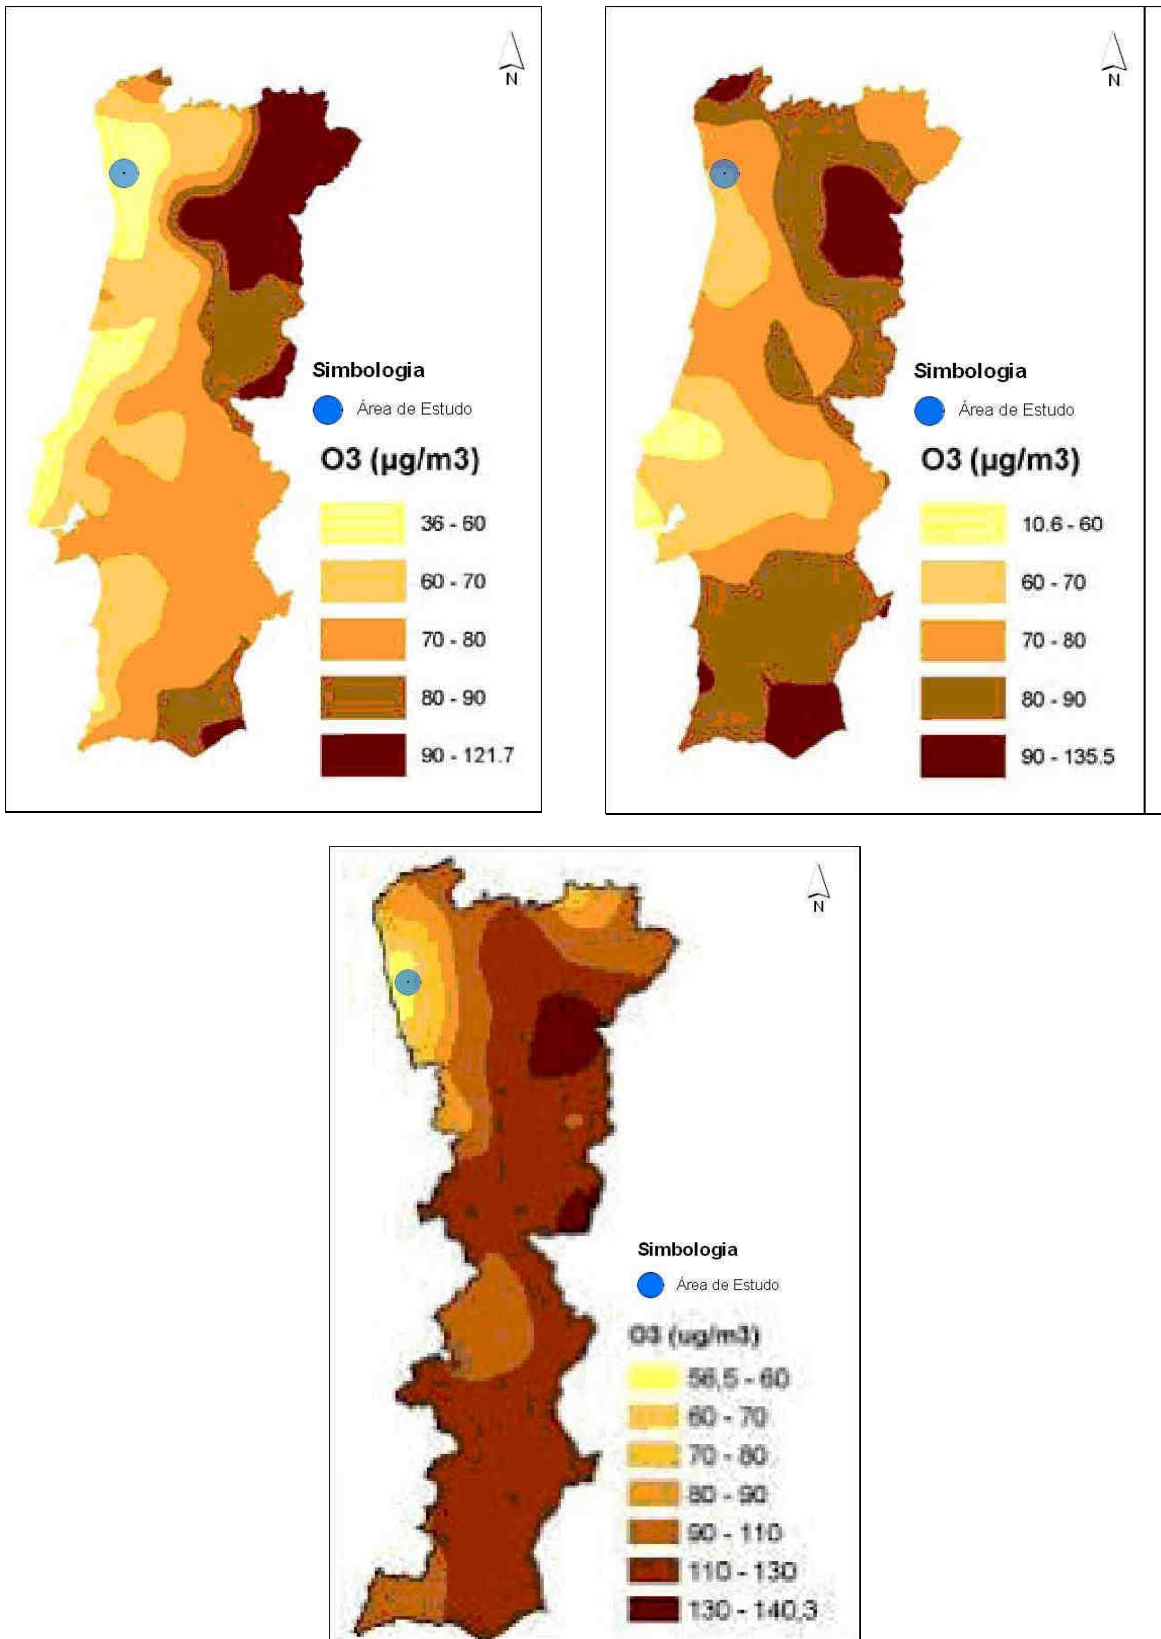 N
Simbologia
Área de Estudo
O3 (µg/m3)
36 - 60
60 - 70
70 - 80
80 - 90
90 - 121.7
N
Simbologia
Área de Estudo
O3 (µg/m3)
10.6 - 60
60 - 70
70 - 80
80 - 90
90 - 135.5
N
Simbologia
Área de Estudo
O3 (ug/m3)
56,5 - 60
60 - 70
70 - 80
80 - 90
90 - 110
110 - 130
130 - 140,3